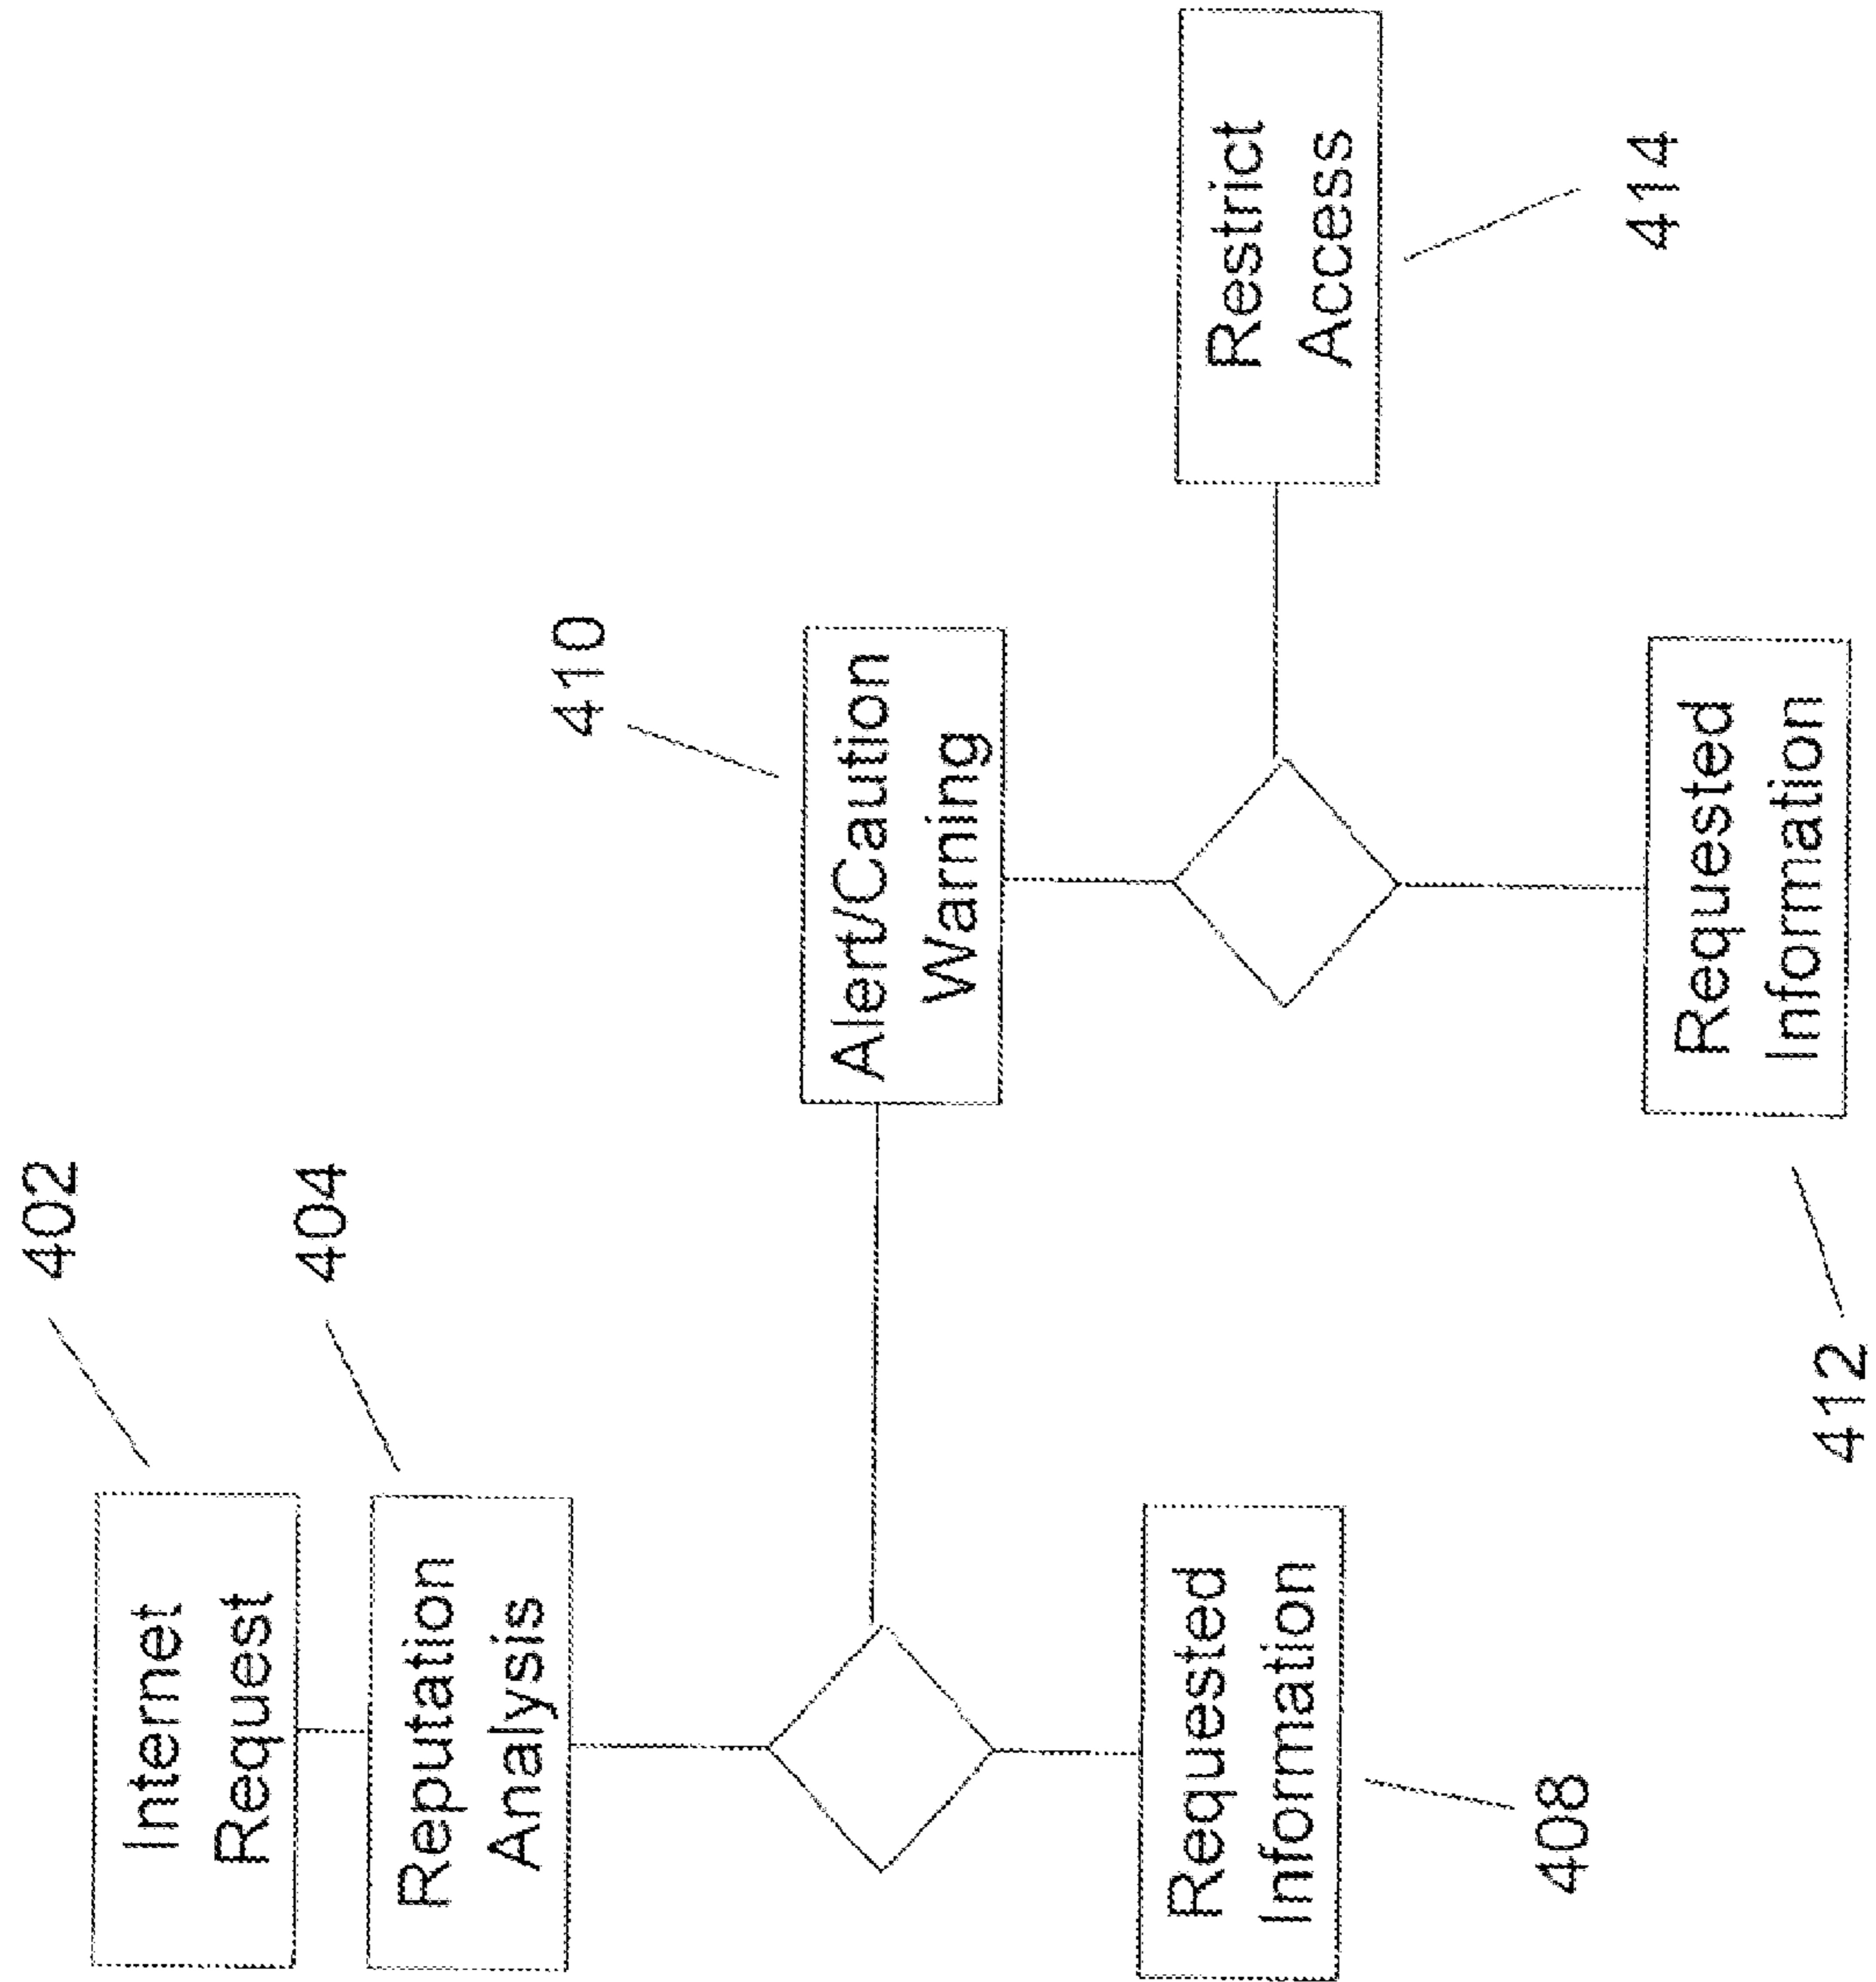 402
Internet
Request
404
Reputation
Analysis
410
Alert/Caution
Warning
Requested
Information
408
Restrict
Access
414
Requested
Information
412